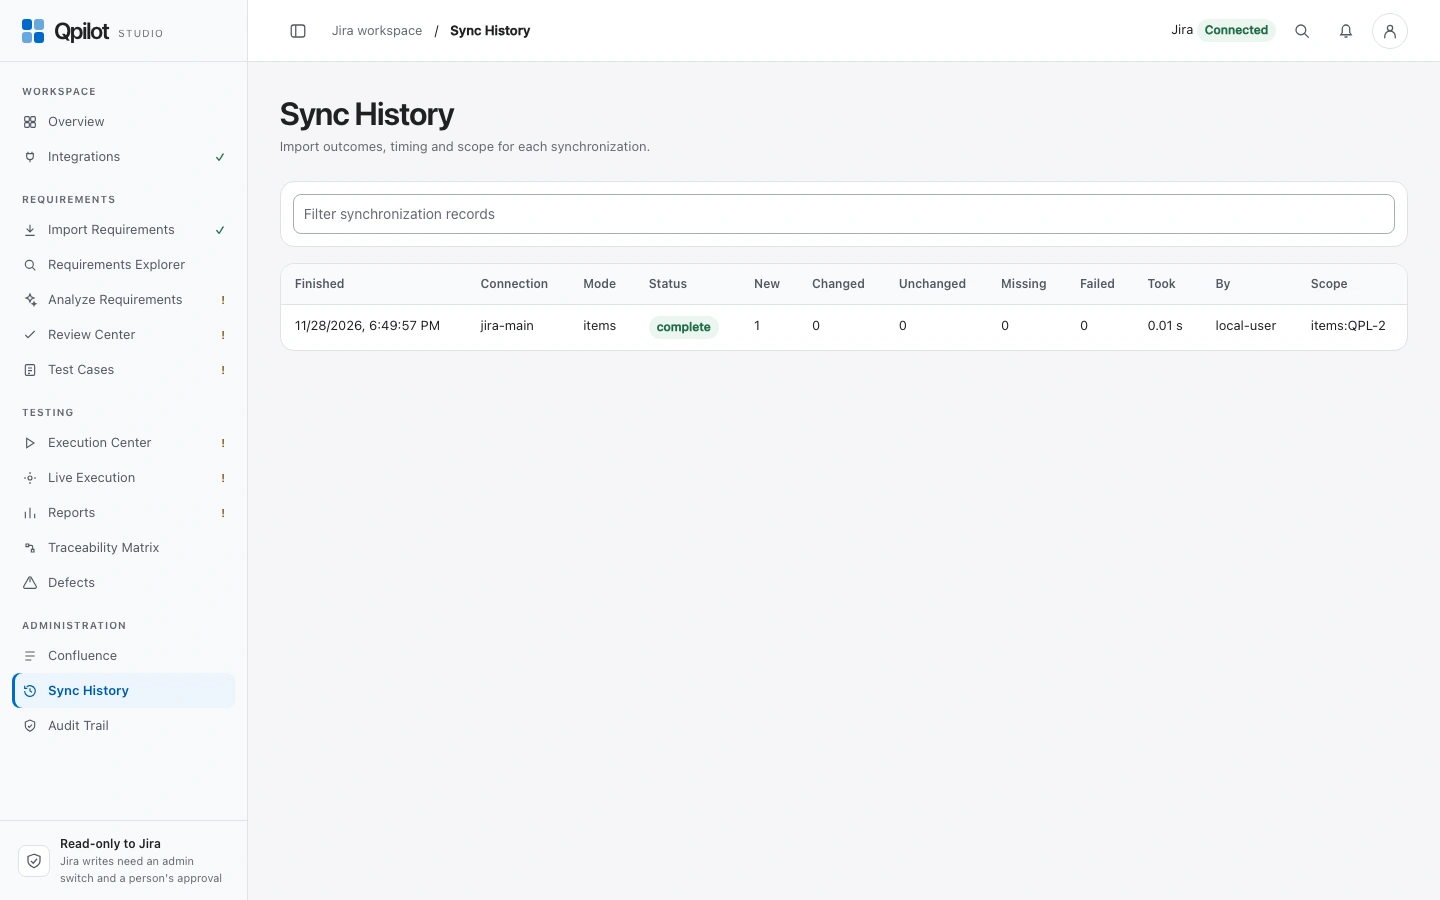 Qpilot STUDIO
WORKSPACE
Overview
Integrations
REQUIREMENTS
Import Requirements
Requirements Explorer
Analyze Requirements !
Review Center !
Test Cases !
TESTING
Execution Center !
Live Execution !
Reports !
Traceability Matrix
Defects
ADMINISTRATION
Confluence
Sync History
Audit Trail
Read-only to Jira
Jira writes need an admin
switch and a person's approval
Jira workspace / Sync History
Jira Connected
Sync History
Import outcomes, timing and scope for each synchronization.
Filter synchronization records
Finished Connection Mode Status New Changed Unchanged Missing Failed Took By Scope
11/28/2026, 6:49:57 PM jira-main items complete 1 0 0 0 0 0.01 s local-user items:QPL-2